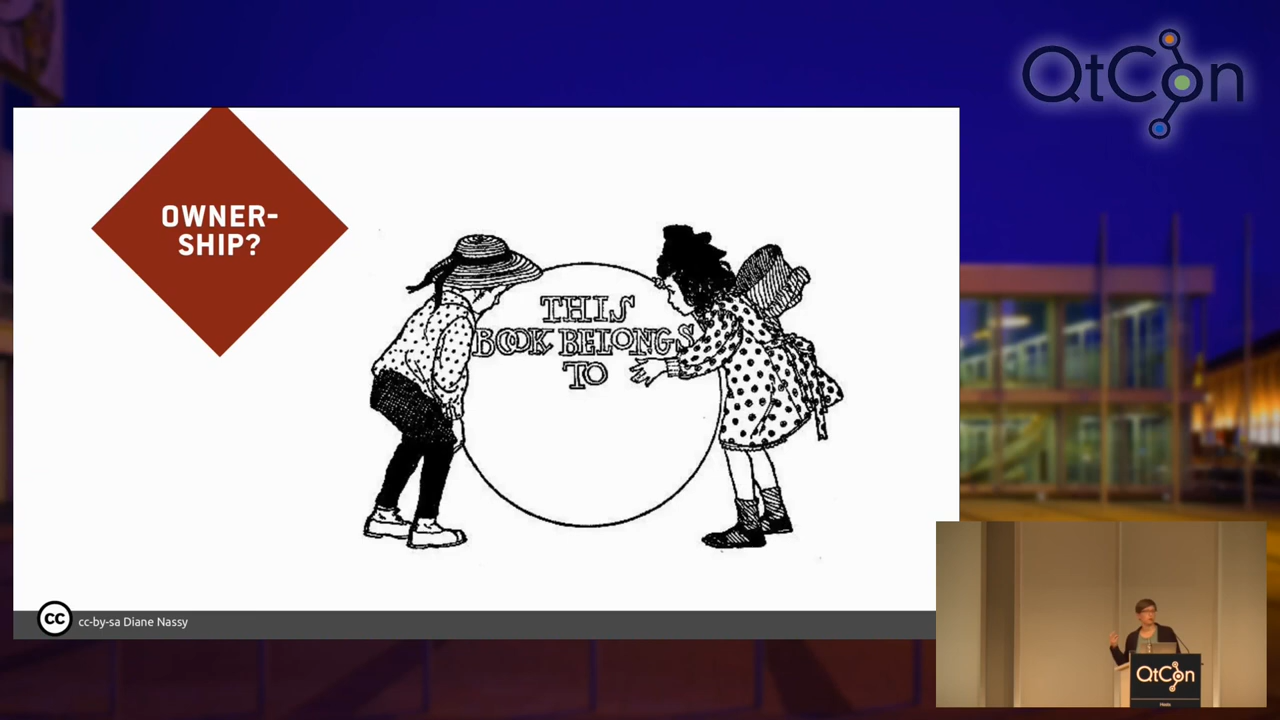 QtCon
OWNER-
SHIP?
THIS
BOOK BELONGS
TO
cc
cc-by-sa Diane Nassy
QtCon